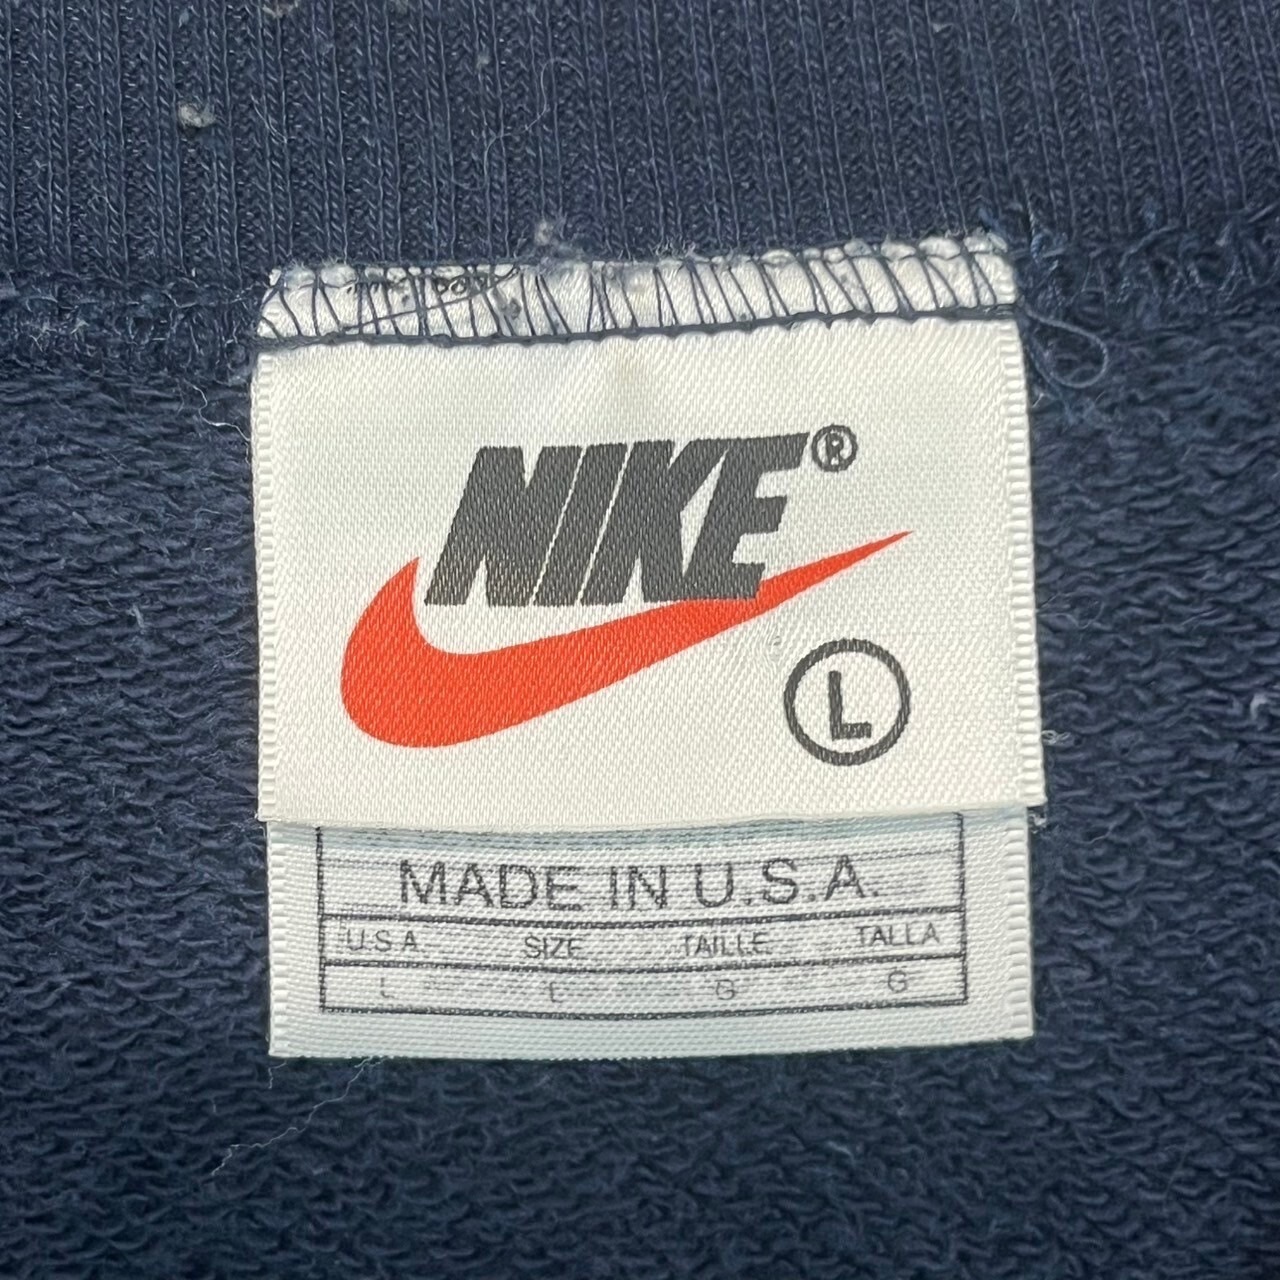 NIKE®
L
MADE IN U.S.A.
U.S.A. SIZE TAILLE TALLA
L L G G